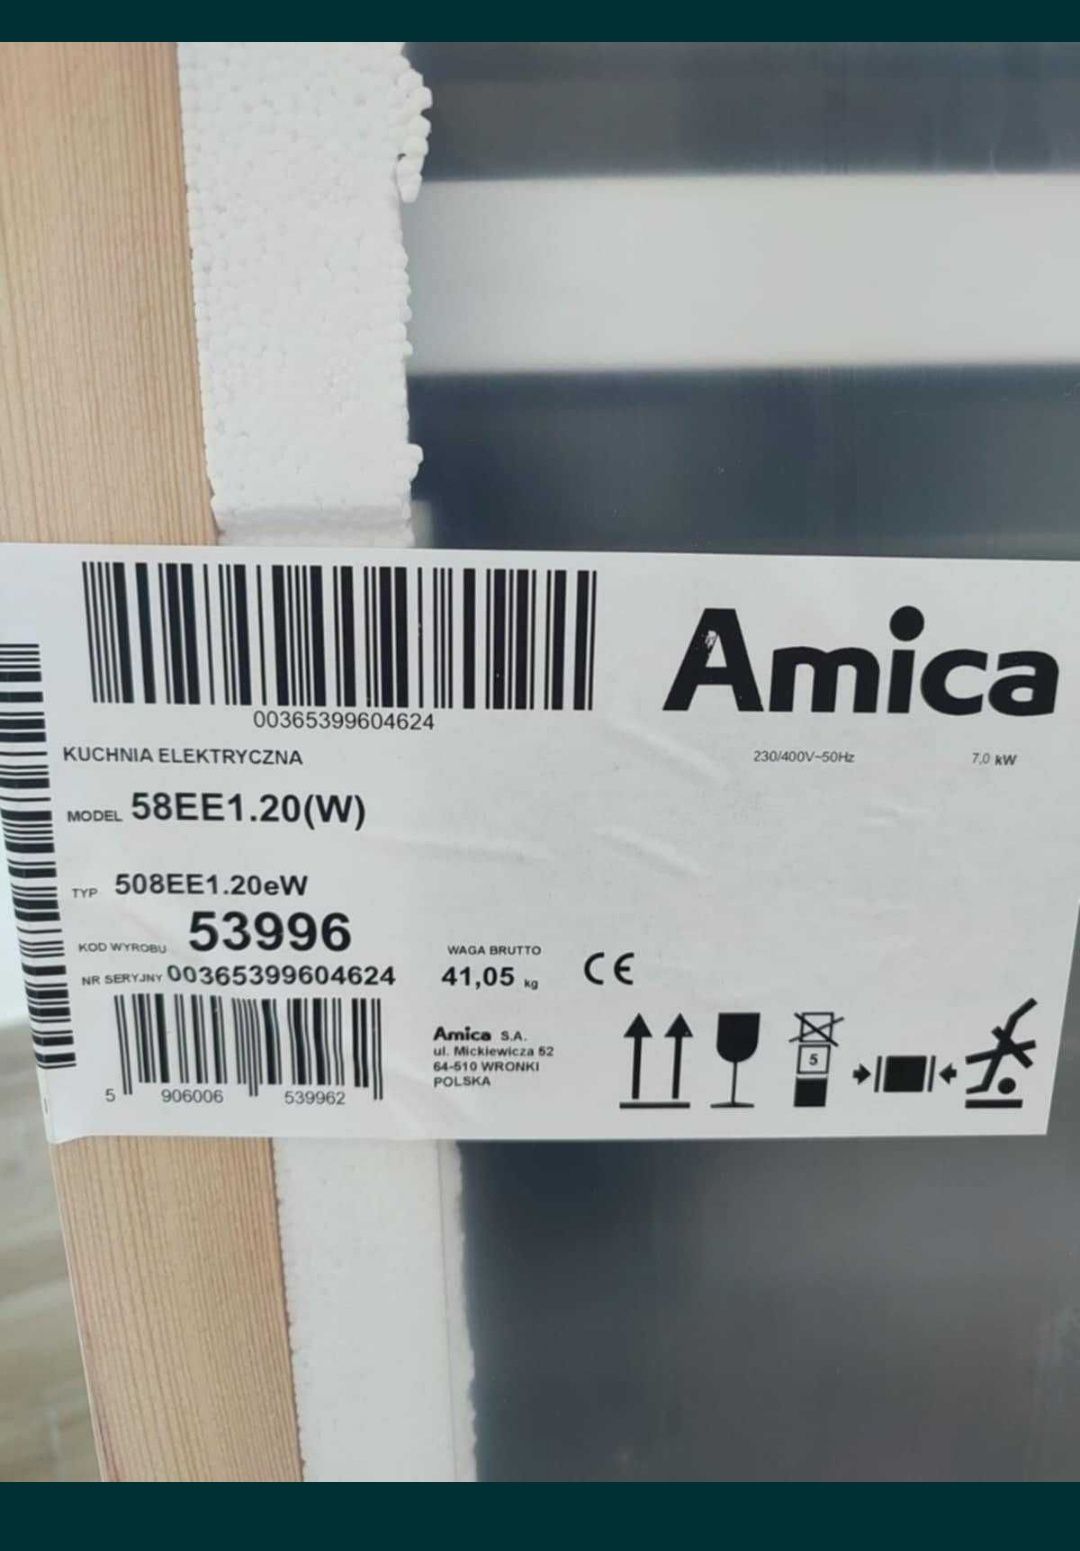 00365399604624
Amica
KUCHNIA ELEKTRYCZNA
230/400V~50Hz 7,0 kW
MODEL 58EE1.20(W)
TYP 508EE1.20eW
KOD WYROBU 53996
NR SERYJNY 00365399604624
WAGA BRUTTO
41,05 kg
CE
5 906006 539962
Amica S.A.
ul. Mickiewicza 52
64-510 WRONKI
POLSKA
5